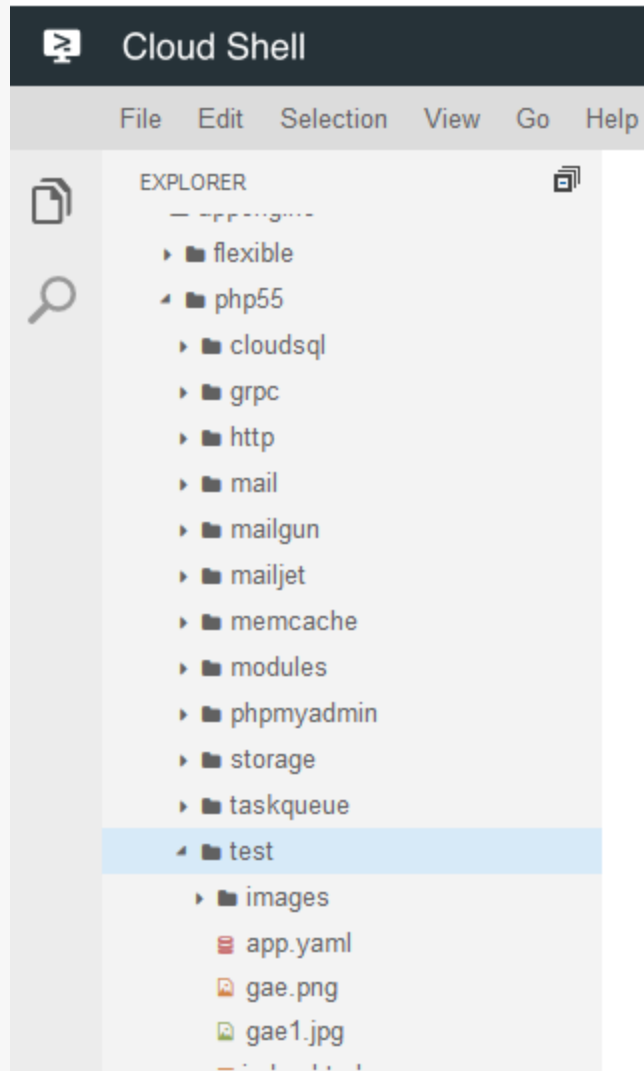 Cloud Shell
File Edit Selection View Go Help
EXPLORER
appengine
flexible
php55
cloudsql
grpc
http
mail
mailgun
mailjet
memcache
modules
phpmyadmin
storage
taskqueue
test
images
app.yaml
gae.png
gae1.jpg